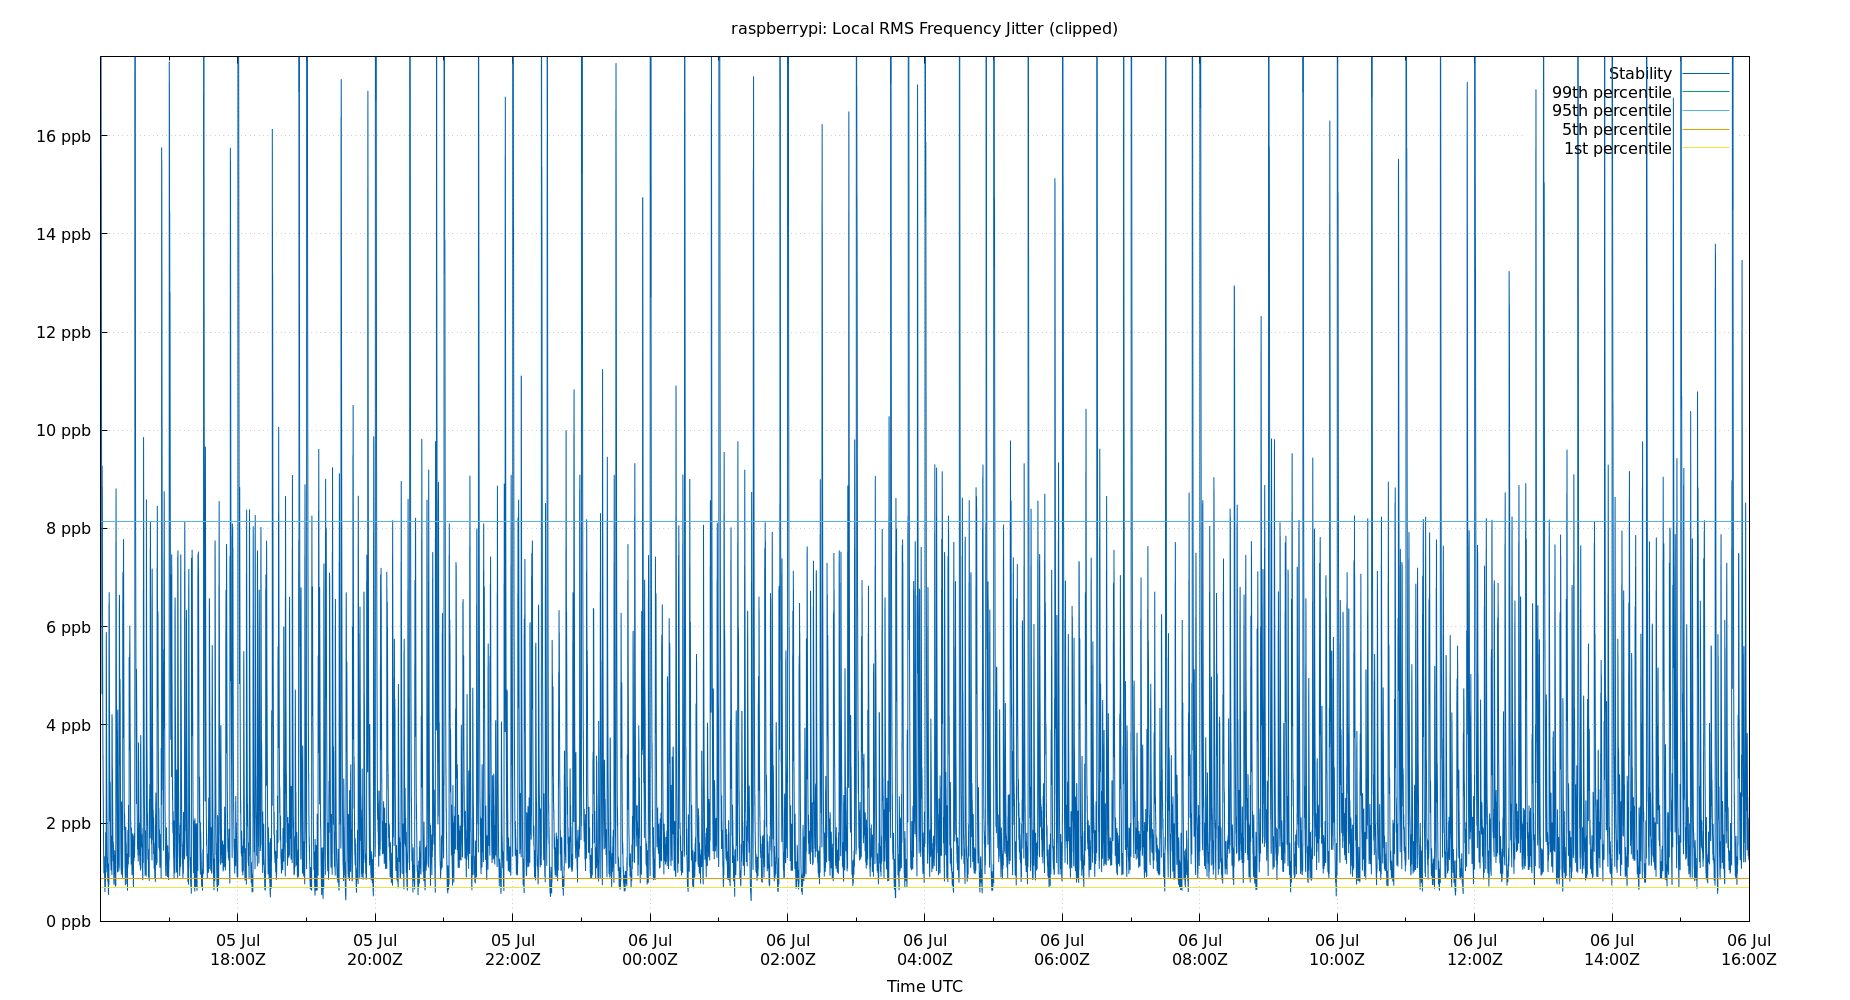 raspberrypi: Local RMS Frequency Jitter (clipped)
Stability
99th percentile
95th percentile
5th percentile
1st percentile
16 ppb
14 ppb
12 ppb
10 ppb
8 ppb
6 ppb
4 ppb
2 ppb
0 ppb
05 Jul 05 Jul 05 Jul 06 Jul 06 Jul 06 Jul 06 Jul 06 Jul 06 Jul 06 Jul 06 Jul 06 Jul
18:00Z 20:00Z 22:00Z 00:00Z 02:00Z 04:00Z 06:00Z 08:00Z 10:00Z 12:00Z 14:00Z 16:00Z
Time UTC